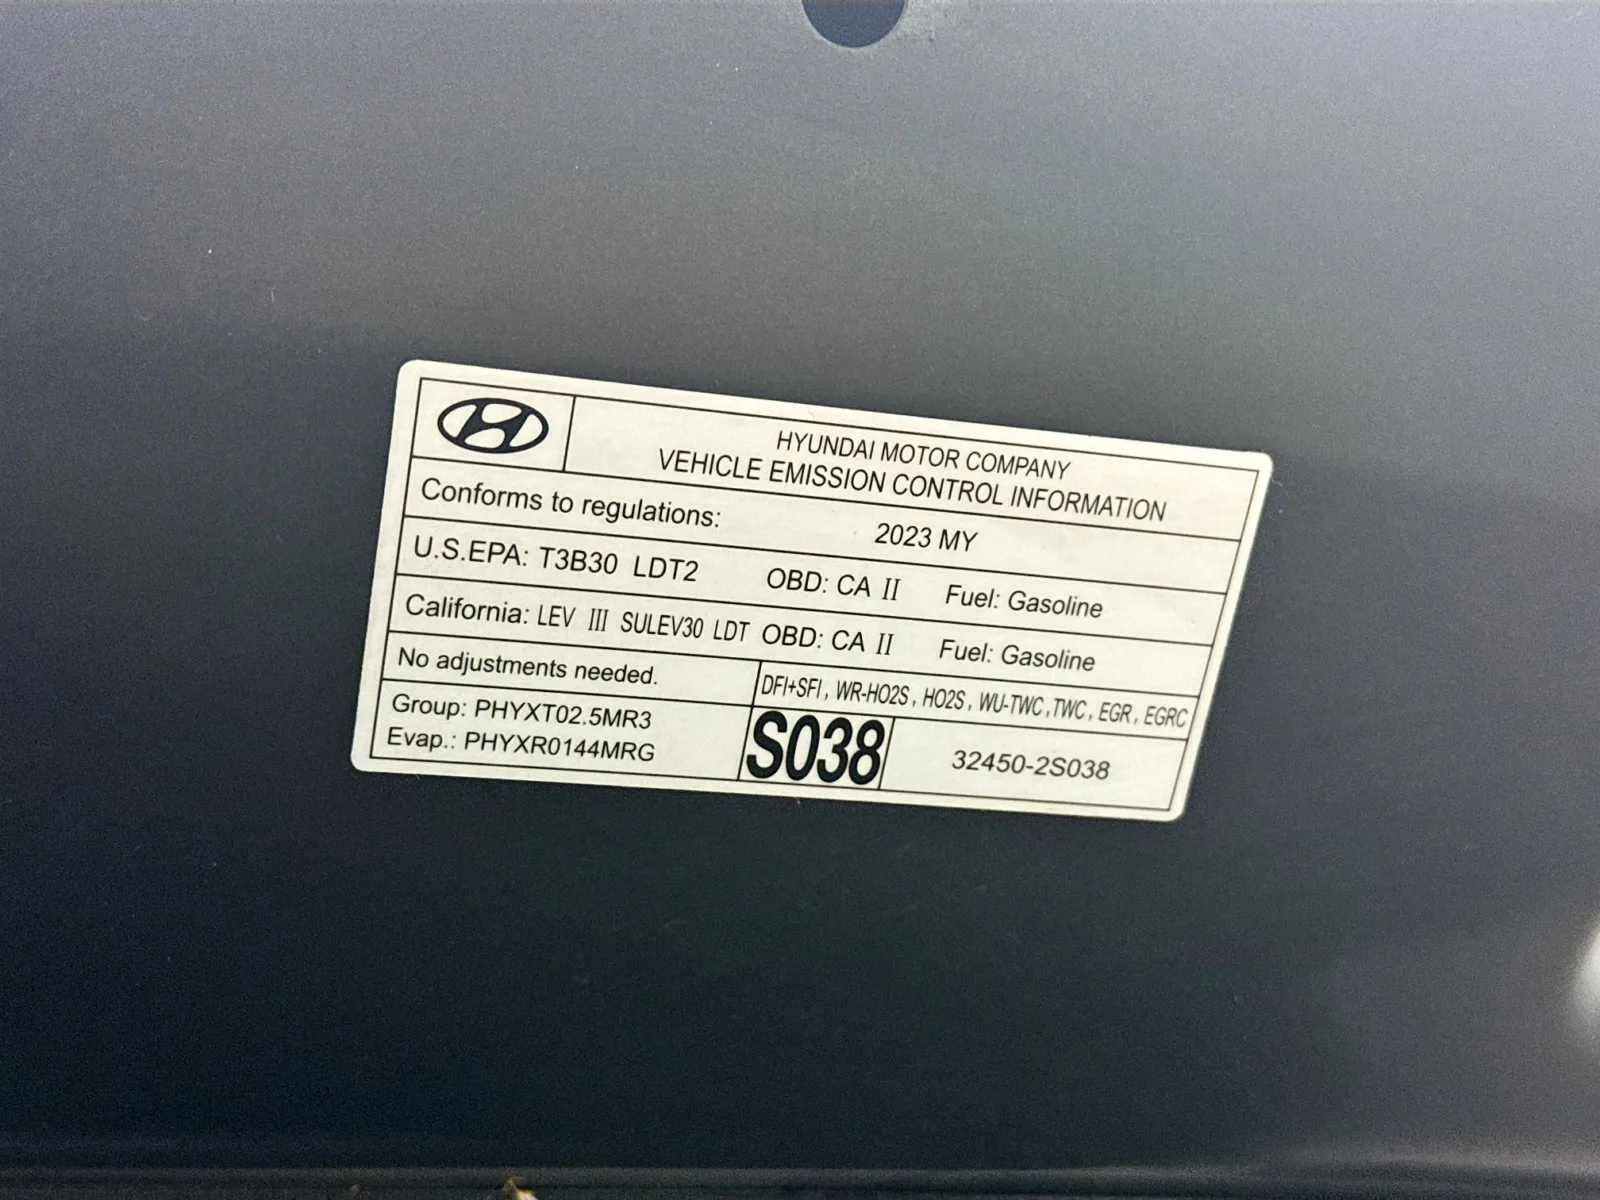 HYUNDAI MOTOR COMPANY
VEHICLE EMISSION CONTROL INFORMATION
Conforms to regulations: 2023 MY
U.S.EPA: T3B30 LDT2 OBD: CA II Fuel: Gasoline
California: LEV III SULEV30 LDT OBD: CA II Fuel: Gasoline
No adjustments needed.
DFI+SFI, WR-HO2S, HO2S, WU-TWC, TWC, EGR, EGRC
Group: PHYXT02.5MR3
Evap.: PHYXR0144MRG
S038
32450-2S038